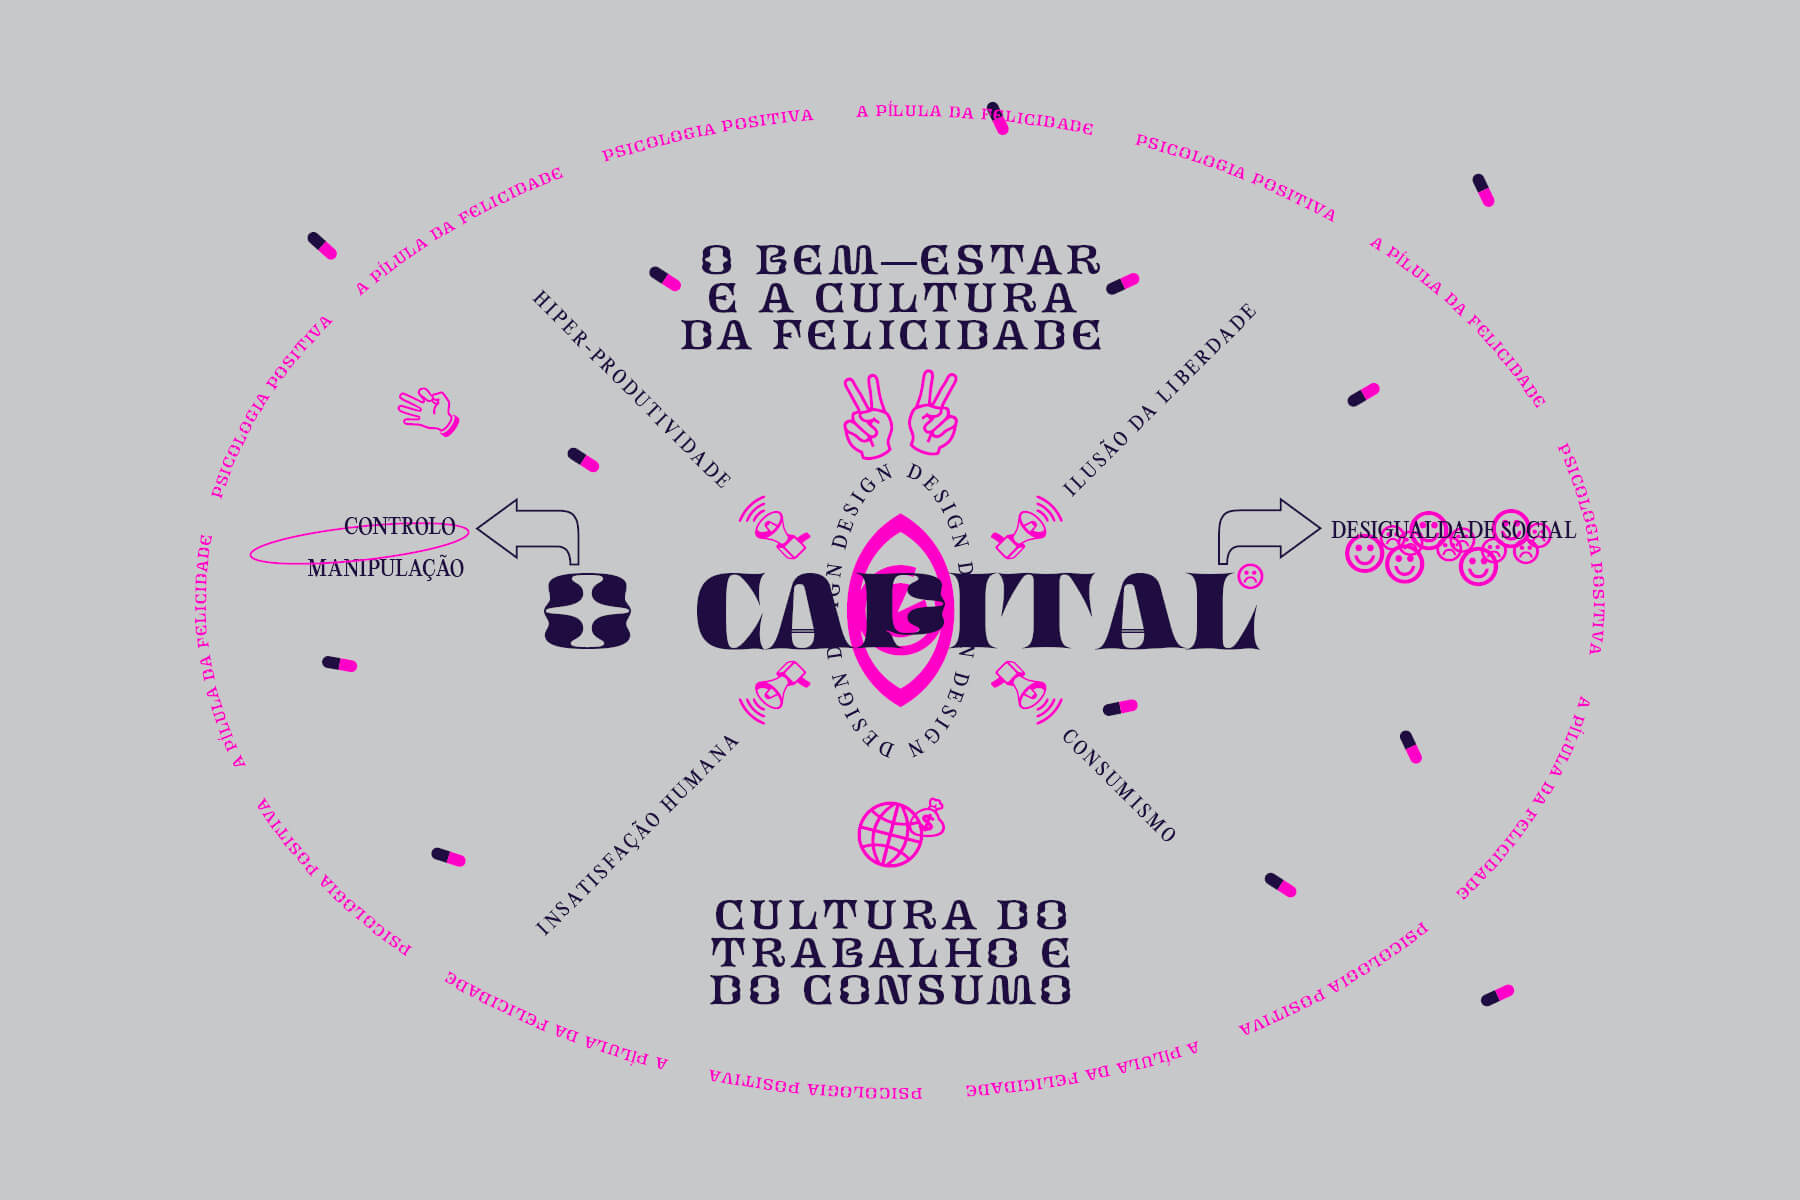 A PÍLULA DA FELICIDADE
PSICOLOGIA POSITIVA
A PÍLULA DA FELICIDADE
PSICOLOGIA POSITIVA
A PÍLULA DA FELICIDADE
PSICOLOGIA POSITIVA
A PÍLULA DA FELICIDADE
PSICOLOGIA POSITIVA
A PÍLULA DA FELICIDADE
PSICOLOGIA POSITIVA
A PÍLULA DA FELICIDADE
PSICOLOGIA POSITIVA
A PÍLULA DA FELICIDADE
PSICOLOGIA POSITIVA
O BEM—ESTAR
E A CULTURA
DA FELICIDADE
HIPER-PRODUTIVIDADE
ILUSÃO DA LIBERDADE
DESIGN DESIGN
CONTROLO
MANIPULAÇÃO
DESIGUALDADE SOCIAL
O CAPITAL
DESIGN DESIGN
INSATISFAÇÃO HUMANA
CONSUMISMO
CULTURA DO
TRABALHO E
DO CONSUMO